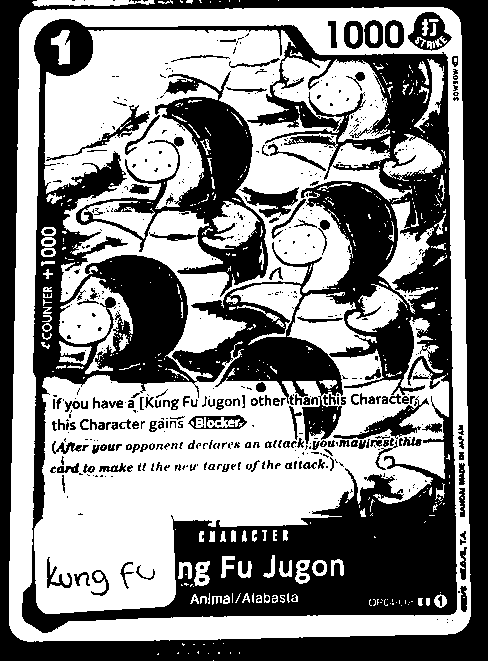 1
1000
打
STRIKE
SOWSOW
COUNTER +1000
If you have a [Kung Fu Jugon] other than this Character,
this Character gains Blocker.
(After your opponent declares an attack, you may rest this
card to make it the new target of the attack.)
BANDAI MADE IN JAPAN
CHARACTER
Kung Fu
ng Fu Jugon
Animal/Alabasta
1